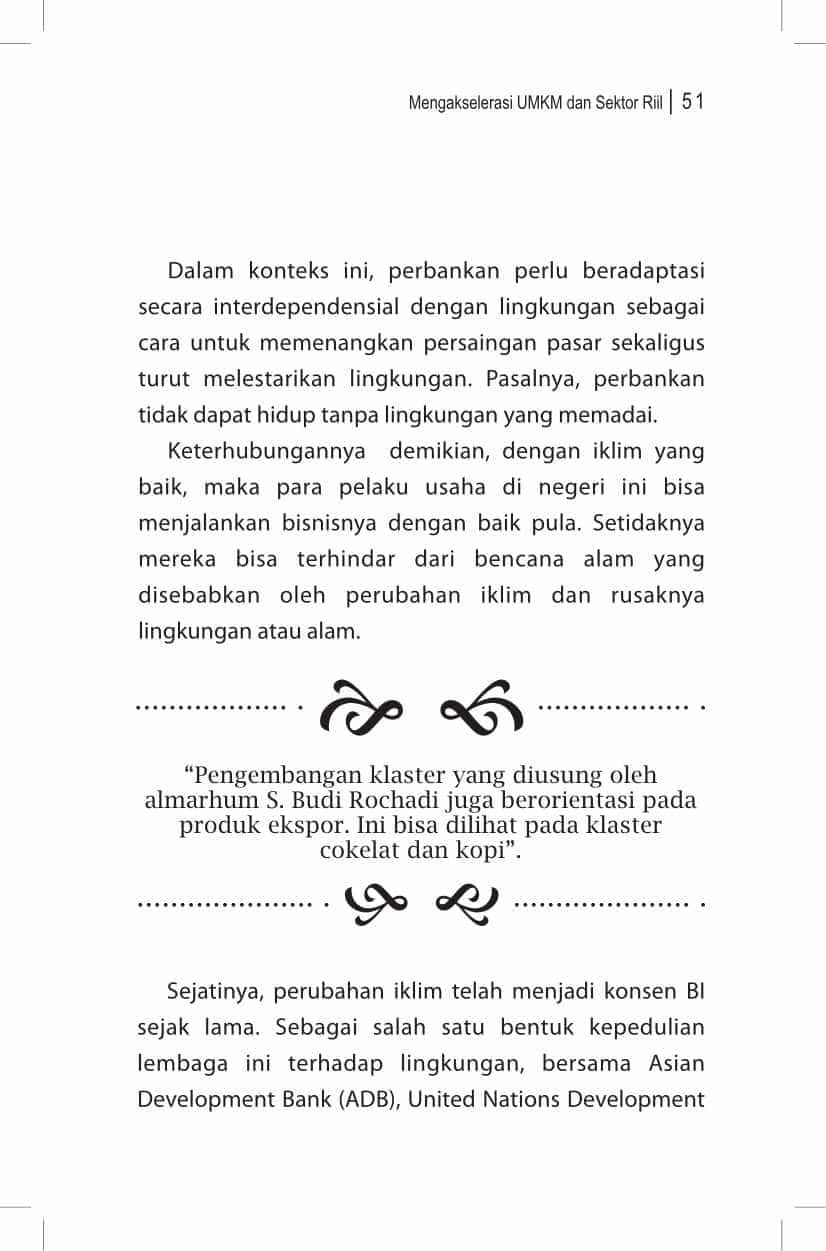 Mengakselerasi UMKM dan Sektor Riil | 51
Dalam konteks ini, perbankan perlu beradaptasi
secara interdependensial dengan lingkungan sebagai
cara untuk memenangkan persaingan pasar sekaligus
turut melestarikan lingkungan. Pasalnya, perbankan
tidak dapat hidup tanpa lingkungan yang memadai.
Keterhubungannya demikian, dengan iklim yang
baik, maka para pelaku usaha di negeri ini bisa
menjalankan bisnisnya dengan baik pula. Setidaknya
mereka bisa terhindar dari bencana alam yang
disebabkan oleh perubahan iklim dan rusaknya
lingkungan atau alam.
“Pengembangan klaster yang diusung oleh
almarhum S. Budi Rochadi juga berorientasi pada
produk ekspor. Ini bisa dilihat pada klaster
cokelat dan kopi”.
Sejatinya, perubahan iklim telah menjadi konsen BI
sejak lama. Sebagai salah satu bentuk kepedulian
lembaga ini terhadap lingkungan, bersama Asian
Development Bank (ADB), United Nations Development